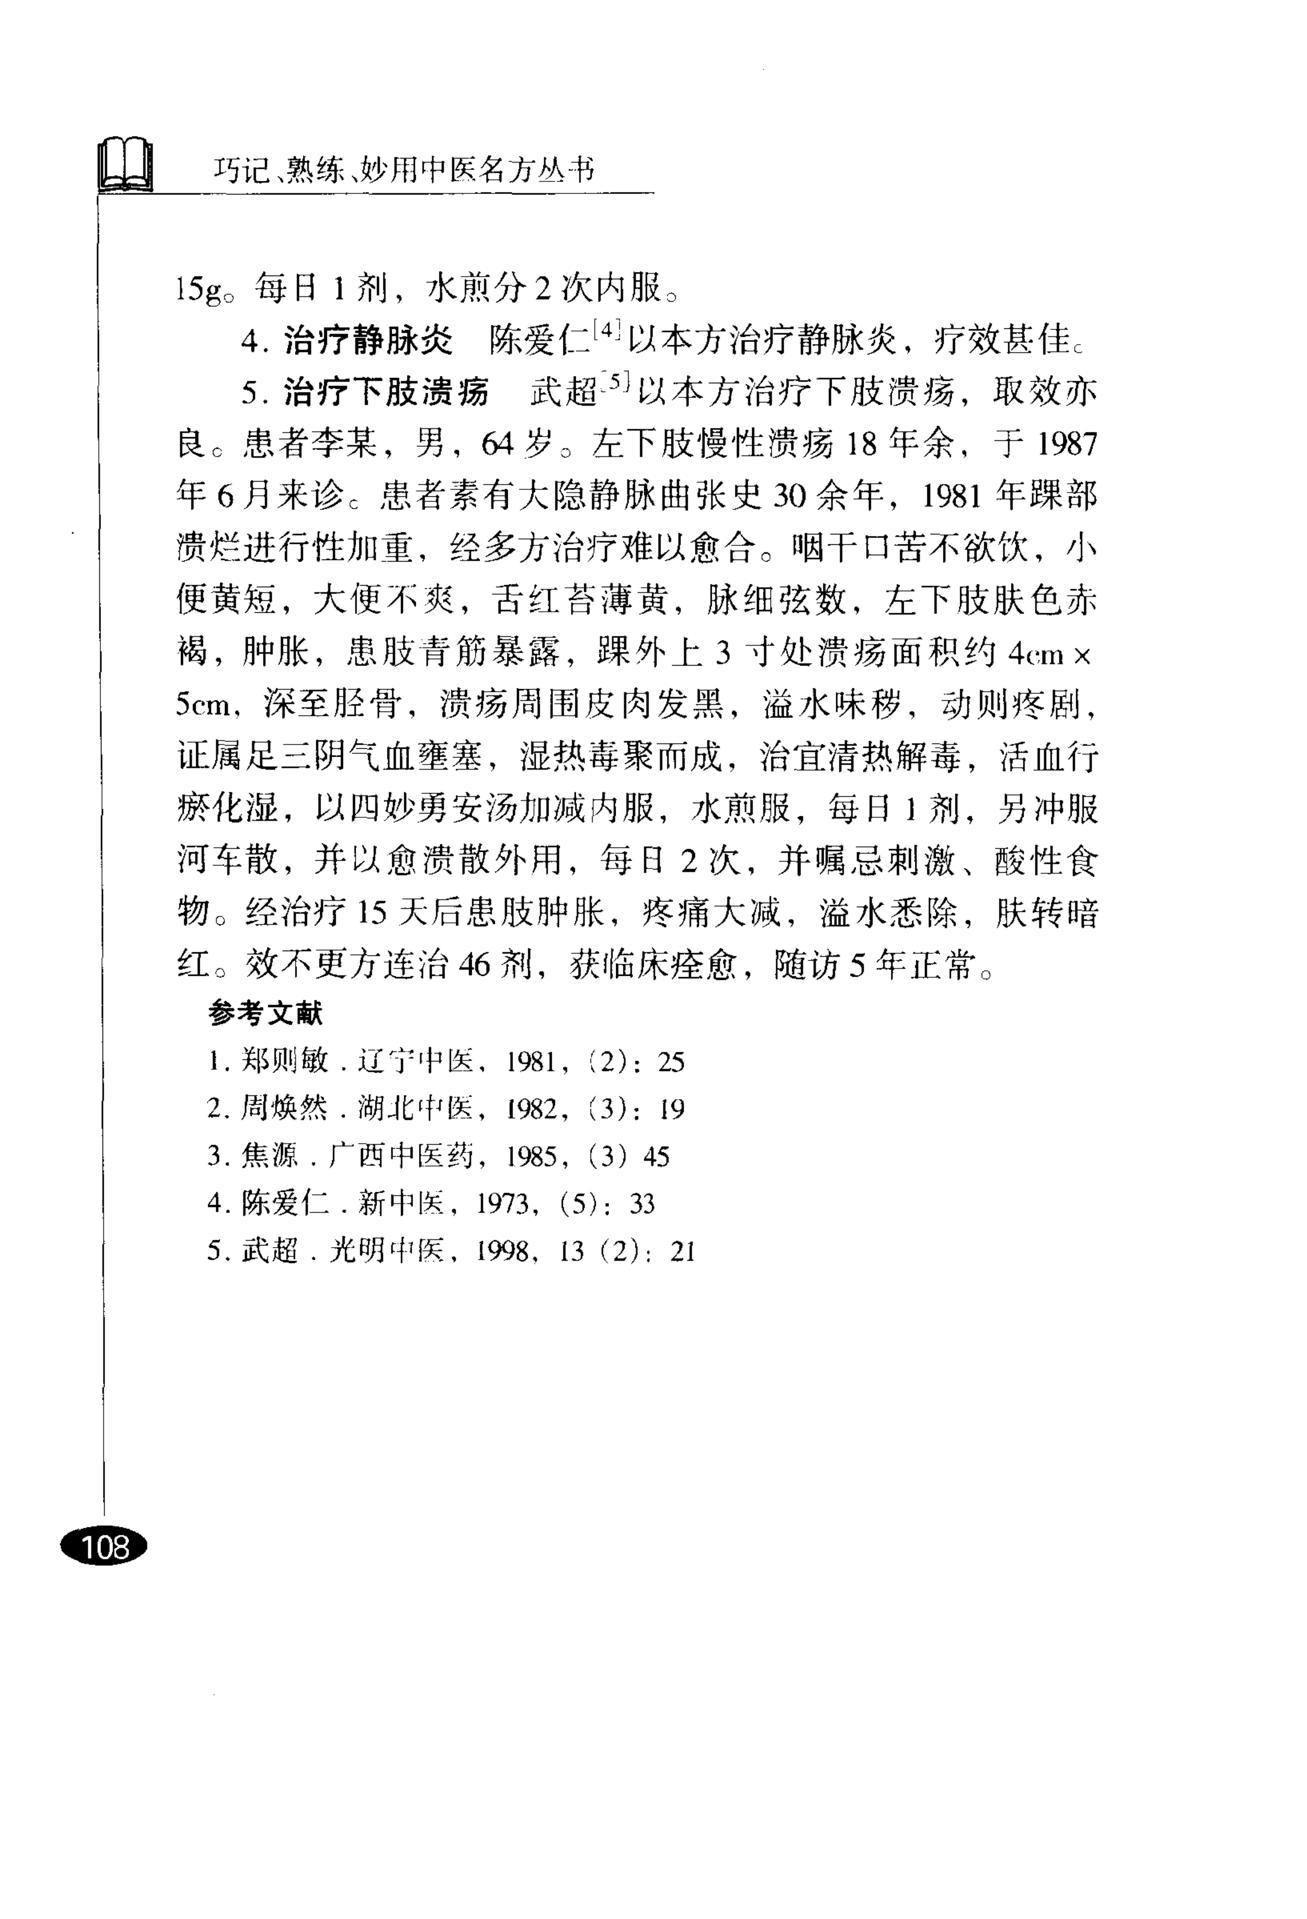 巧记、熟练、妙用中医名方丛书
15g。每日 1 剂，水煎分 2 次内服。
4. 治疗静脉炎 陈爱仁[4]以本方治疗静脉炎，疗效甚佳。
5. 治疗下肢溃疡 武超[5]以本方治疗下肢溃疡，取效亦
良。患者李某，男，64 岁。左下肢慢性溃疡 18 年余，于 1987
年 6 月来诊。患者素有大隐静脉曲张史 30 余年，1981 年踝部
溃烂进行性加重，经多方治疗难以愈合。咽干口苦不欲饮，小
便黄短，大便不爽，舌红苔薄黄，脉细弦数，左下肢肤色赤
褐，肿胀，患肢青筋暴露，踝外上 3 寸处溃疡面积约 4cm ×
5cm，深至胫骨，溃疡周围皮肉发黑，溢水味秽，动则疼剧，
证属足三阴气血壅塞，湿热毒聚而成，治宜清热解毒，活血行
瘀化湿，以四妙勇安汤加减内服，水煎服，每日 1 剂，另冲服
河车散，并以愈溃散外用，每日 2 次，并嘱忌刺激、酸性食
物。经治疗 15 天后患肢肿胀，疼痛大减，溢水悉除，肤转暗
红。效不更方连治 46 剂，获临床痊愈，随访 5 年正常。
参考文献
1. 郑则敏．辽宁中医，1981，(2)：25
2. 周焕然．湖北中医，1982，(3)：19
3. 焦源．广西中医药，1985，(3) 45
4. 陈爱仁．新中医，1973，(5)：33
5. 武超．光明中医，1998，13 (2)：21
108